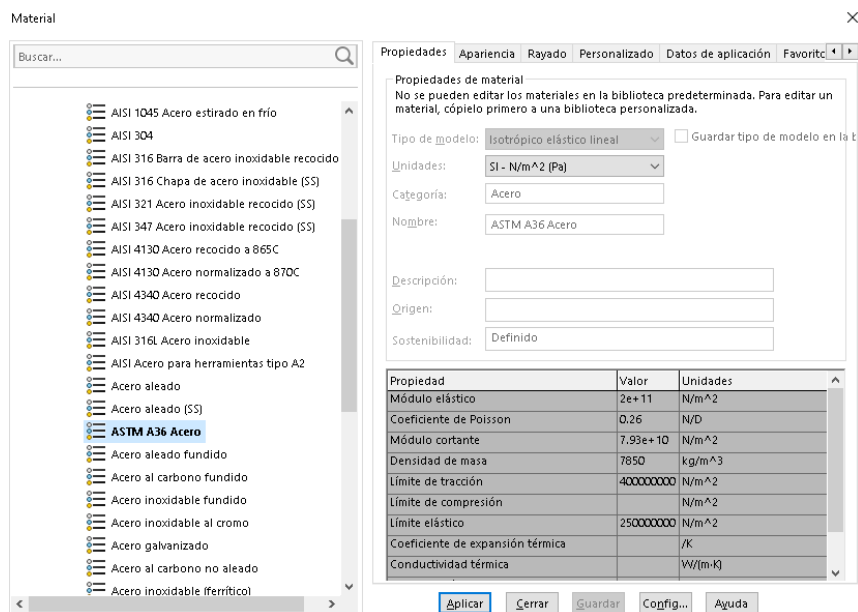 Material
Buscar...
AISI 1045 Acero estirado en frío
AISI 304
AISI 316 Barra de acero inoxidable recocido
AISI 316 Chapa de acero inoxidable (SS)
AISI 321 Acero inoxidable recocido (SS)
AISI 347 Acero inoxidable recocido (SS)
AISI 4130 Acero recocido a 865C
AISI 4130 Acero normalizado a 870C
AISI 4340 Acero recocido
AISI 4340 Acero normalizado
AISI 316L Acero inoxidable
AISI Acero para herramientas tipo A2
Acero aleado
Acero aleado (SS)
ASTM A36 Acero
Acero aleado fundido
Acero al carbono fundido
Acero inoxidable fundido
Acero inoxidable al cromo
Acero galvanizado
Acero al carbono no aleado
Acero inoxidable (ferrítico)
Propiedades Apariencia Rayado Personalizado Datos de aplicación Favorito
Propiedades de material
No se pueden editar los materiales en la biblioteca predeterminada. Para editar un
material, cópielo primero a una biblioteca personalizada.
Tipo de modelo: Isotrópico elástico lineal Guardar tipo de modelo en la b
Unidades: SI - N/m^2 (Pa)
Categoría: Acero
Nombre: ASTM A36 Acero
Descripción:
Origen:
Sostenibilidad: Definido
Propiedad Valor Unidades
Módulo elástico 2e+11 N/m^2
Coeficiente de Poisson 0.26 N/D
Módulo cortante 7.93e+10 N/m^2
Densidad de masa 7850 kg/m^3
Límite de tracción 400000000 N/m^2
Límite de compresión N/m^2
Límite elástico 250000000 N/m^2
Coeficiente de expansión térmica /K
Conductividad térmica W/(m·K)
Aplicar Cerrar Guardar Config... Ayuda